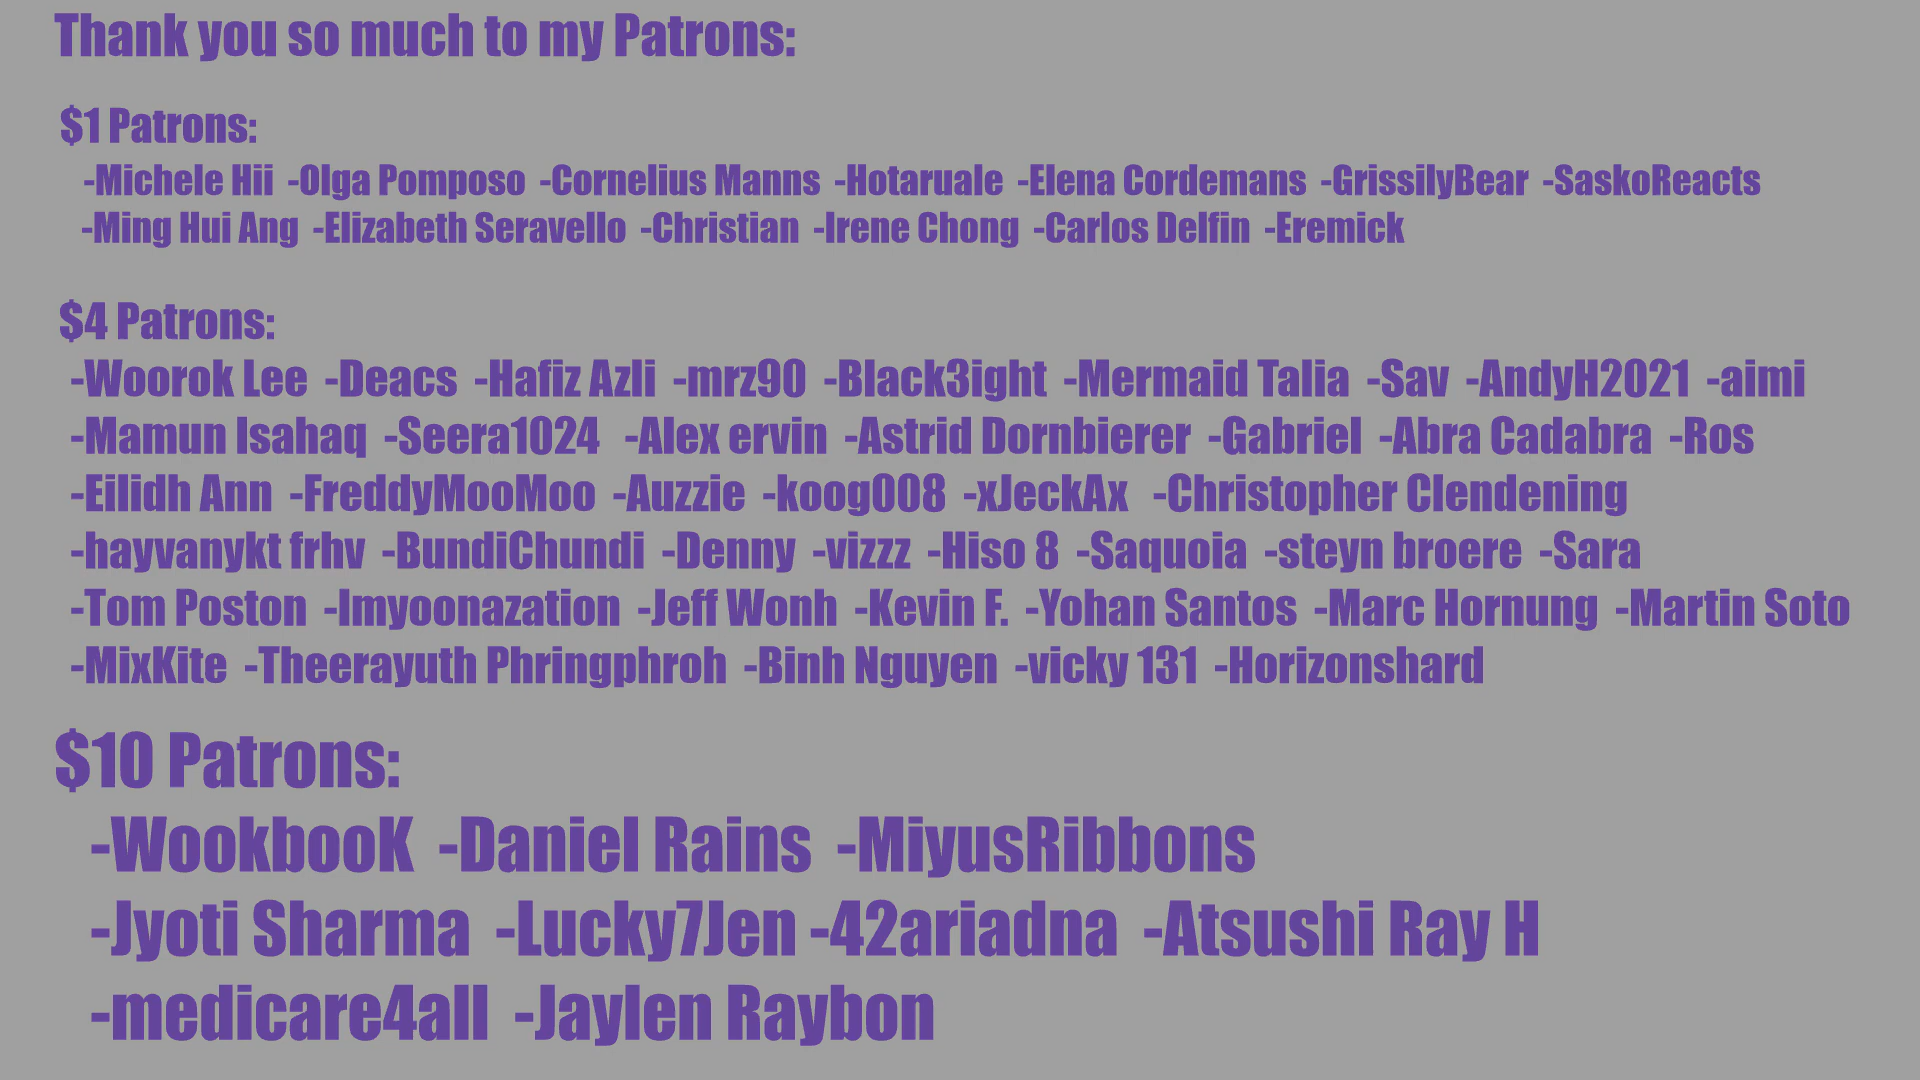 Thank you so much to my Patrons:
$1 Patrons:
-Michele Hii -Olga Pomposo -Cornelius Manns -Hotaruale -Elena Cordemans -GrissilyBear -SaskoReacts
-Ming Hui Ang -Elizabeth Seravello -Christian -Irene Chong -Carlos Delfin -Eremick
$4 Patrons:
-Woorok Lee -Deacs -Hafiz Azli -mrz90 -Black3ight -Mermaid Talia -Sav -AndyH2021 -aimi
-Mamun Isahaq -Seera1024 -Alex ervin -Astrid Dornbierer -Gabriel -Abra Cadabra -Ros
-Eilidh Ann -FreddyMooMoo -Auzzie -koog008 -xJeckAx -Christopher Clendening
-hayvanykt frhv -BundiChundi -Denny -vizzz -Hiso 8 -Saquoia -steyn broere -Sara
-Tom Poston -Imyoonazation -Jeff Wonh -Kevin F. -Yohan Santos -Marc Hornung -Martin Soto
-MixKite -Theerayuth Phringphroh -Binh Nguyen -vicky 131 -Horizonshard
$10 Patrons:
-WookbooK -Daniel Rains -MiyusRibbons
-Jyoti Sharma -Lucky7Jen -42ariadna -Atsushi Ray H
-medicare4all -Jaylen Raybon